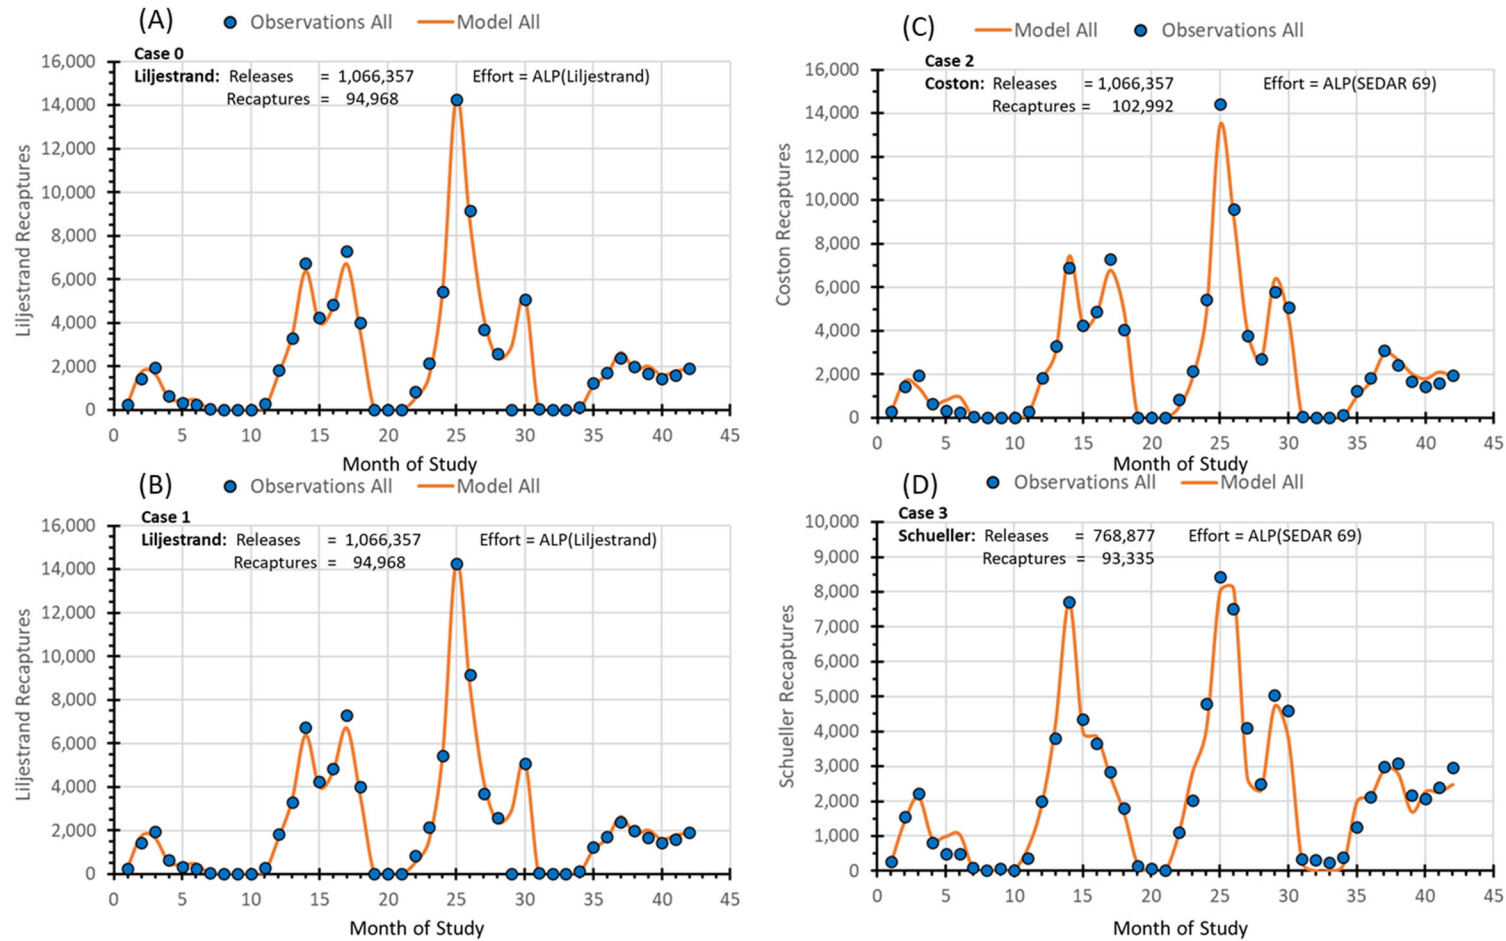 (A) Observations All Model All
Case 0
Liljestrand: Releases = 1,066,357 Effort = ALP(Liljestrand)
Recaptures = 94,968
Liljestrand Recaptures
16,000
14,000
12,000
10,000
8,000
6,000
4,000
2,000
0
0 5 10 15 20 25 30 35 40 45
Month of Study
(B) Observations All Model All
Case 1
Liljestrand: Releases = 1,066,357 Effort = ALP(Liljestrand)
Recaptures = 94,968
Liljestrand Recaptures
16,000
14,000
12,000
10,000
8,000
6,000
4,000
2,000
0
0 5 10 15 20 25 30 35 40 45
Month of Study
(C) Model All Observations All
Case 2
Coston: Releases = 1,066,357 Effort = ALP(SEDAR 69)
Recaptures = 102,992
Coston Recaptures
16,000
14,000
12,000
10,000
8,000
6,000
4,000
2,000
0
0 5 10 15 20 25 30 35 40 45
Month of Study
(D) Observations All Model All
Case 3
Schueller: Releases = 768,877 Effort = ALP(SEDAR 69)
Recaptures = 93,335
Schueller Recaptures
10,000
9,000
8,000
7,000
6,000
5,000
4,000
3,000
2,000
1,000
0
0 5 10 15 20 25 30 35 40 45
Month of Study